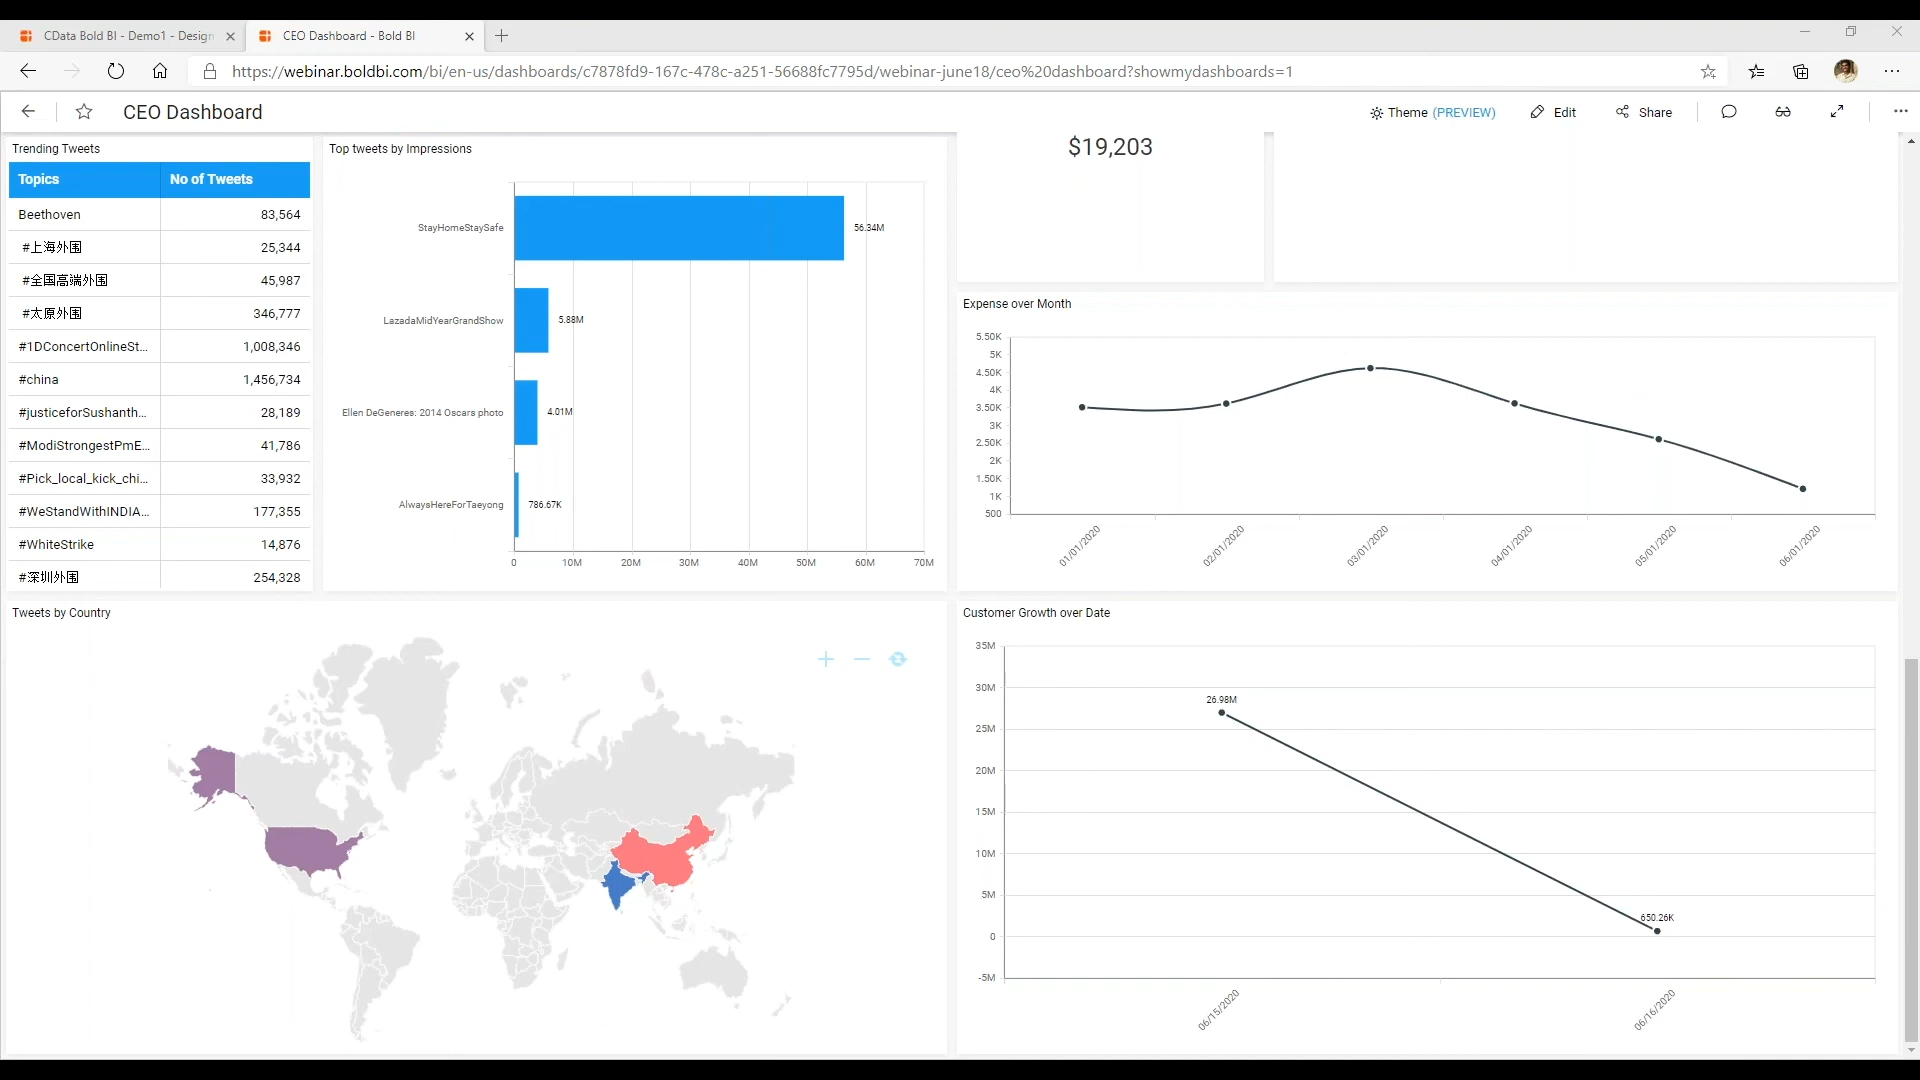 CData Bold BI - Demo1 - Design
CEO Dashboard - Bold BI
https://webinar.boldbi.com/bi/en-us/dashboards/c7878fd9-167c-478c-a251-56688fc7795d/webinar-june18/ceo%20dashboard?showmydashboards=1
CEO Dashboard
Theme (PREVIEW)
Edit
Share
Trending Tweets
Topics No of Tweets
Beethoven 83,564
#上海外围 25,344
#全国高端外围 45,987
#太原外围 346,777
#1DConcertOnlineSt... 1,008,346
#china 1,456,734
#justiceforSushanth... 28,189
#ModiStrongestPmE... 41,786
#Pick_local_kick_chi... 33,932
#WeStandWithINDIA... 177,355
#WhiteStrike 14,876
#深圳外围 254,328
Top tweets by Impressions
StayHomeStaySafe 56.34M
LazadaMidYearGrandShow 5.88M
Ellen DeGeneres: 2014 Oscars photo 4.01M
AlwaysHereForTaeyong 786.67K
0 10M 20M 30M 40M 50M 60M 70M
$19,203
Expense over Month
5.50K
5K
4.50K
4K
3.50K
3K
2.50K
2K
1.50K
1K
500
01/01/2020 02/01/2020 03/01/2020 04/01/2020 05/01/2020 06/01/2020
Tweets by Country
Customer Growth over Date
35M
30M
25M
20M
15M
10M
5M
0
-5M
26.98M
650.26K
06/15/2020 06/16/2020